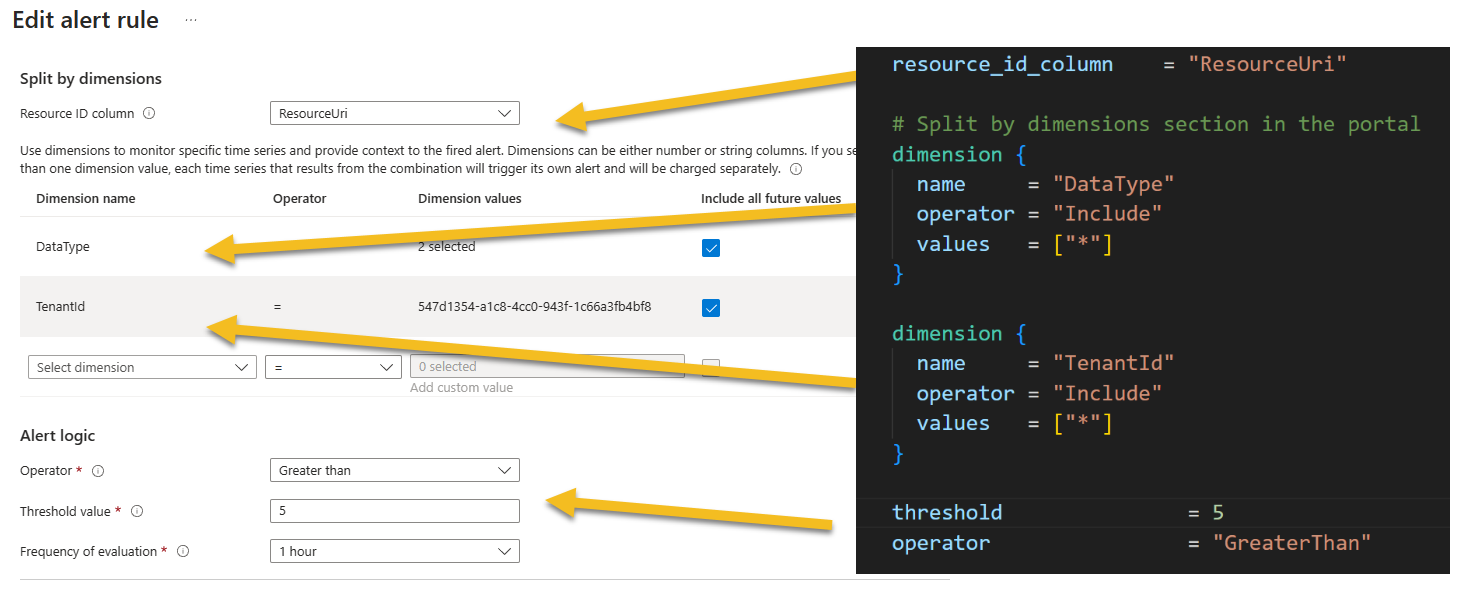 Edit alert rule ...
Split by dimensions
Resource ID column
ResourceUri
Use dimensions to monitor specific time series and provide context to the fired alert. Dimensions can be either number or string columns. If you se
than one dimension value, each time series that results from the combination will trigger its own alert and will be charged separately.
Dimension name Operator Dimension values Include all future values
DataType 2 selected
TenantId = 547d1354-a1c8-4cc0-943f-1c66a3fb4bf8
Select dimension = 0 selected
Add custom value
Alert logic
Operator * Greater than
Threshold value * 5
Frequency of evaluation * 1 hour
resource_id_column = "ResourceUri"
# Split by dimensions section in the portal
dimension {
name = "DataType"
operator = "Include"
values = ["*"]
}
dimension {
name = "TenantId"
operator = "Include"
values = ["*"]
}
threshold = 5
operator = "GreaterThan"